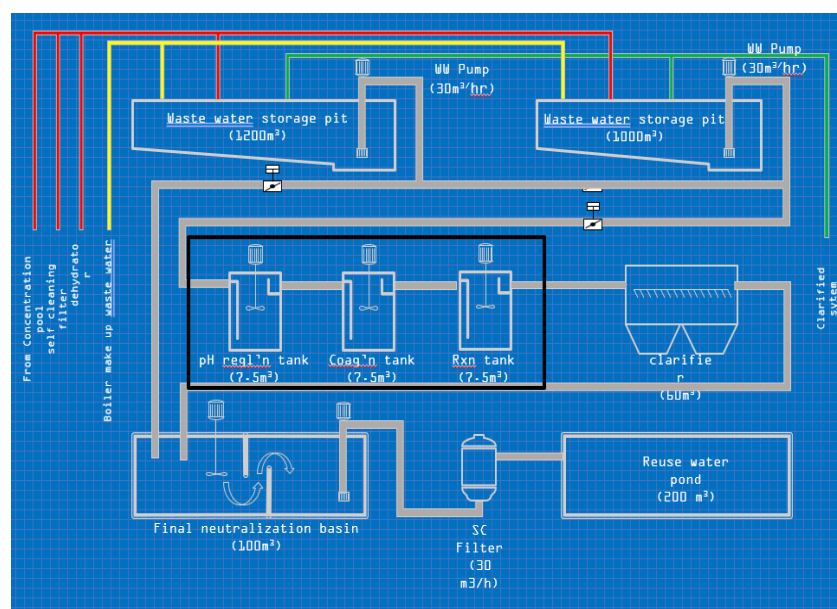 WW Pump
(30m³/hr)
WW Pump
(30m³/hr)
Waste water storage pit
(1200m³)
Waste water storage pit
(1000m³)
From Concentration
pool
self cleaning
filter
dehydrato
r
Boiler make up waste water
Clarified
sytem
pH regl'n tank
(7.5m³)
Coag'n tank
(7.5m³)
Rxn tank
(7.5m³)
clarifie
r
(60m³)
Final neutralization basin
(100m³)
SC
Filter
(30
m3/h)
Reuse water
pond
(200 m³)